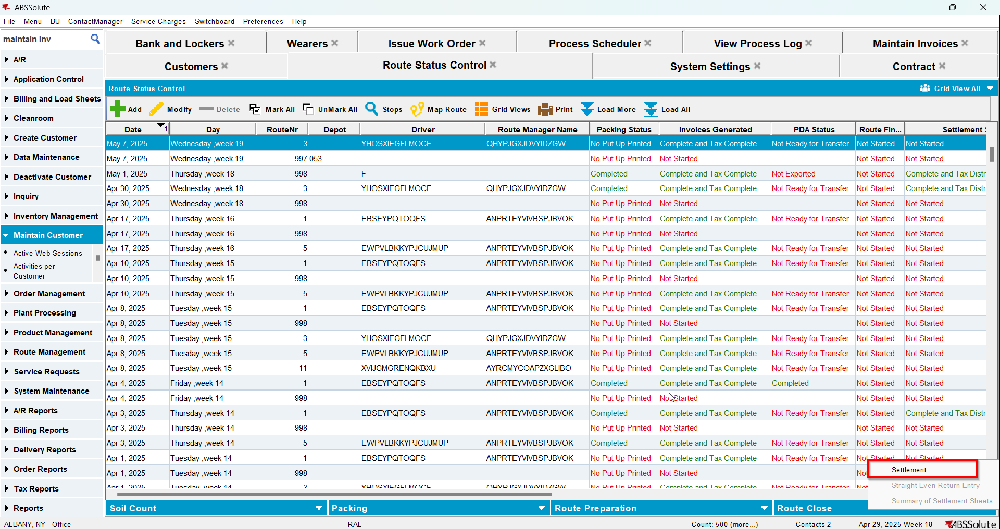 ABSSolute
File Menu BU ContactManager Service Charges Switchboard Preferences Help
maintain inv
Bank and Lockers Wearers Issue Work Order Process Scheduler View Process Log Maintain Invoices
Customers Route Status Control System Settings Contract
A/R
Application Control
Billing and Load Sheets
Cleanroom
Create Customer
Data Maintenance
Deactivate Customer
Inquiry
Inventory Management
Maintain Customer
Active Web Sessions
Activities per
Customer
Order Management
Plant Processing
Product Management
Route Management
Service Requests
System Maintenance
A/R Reports
Billing Reports
Delivery Reports
Order Reports
Tax Reports
Reports
Route Status Control Grid View All
Add Modify Delete Mark All UnMark All Stops Map Route Grid Views Print Load More Load All
Date 1 Day RouteNr Depot Driver Route Manager Name Packing Status Invoices Generated PDA Status Route Fin... Settlement
May 7, 2025 Wednesday ,week 19 3 YHOSXIEGFLMOCF QHYPJGXJDVYIDZGW No Put Up Printed Complete and Tax Complete Not Ready for Transfer Not Started Not Started
May 7, 2025 Wednesday ,week 19 997 053 No Put Up Printed Not Started Not Started Not Started
May 1, 2025 Thursday ,week 18 998 F Completed Complete and Tax Complete Not Exported Not Started Complete and Tax Distr
Apr 30, 2025 Wednesday ,week 18 3 YHOSXIEGFLMOCF QHYPJGXJDVYIDZGW Completed Complete and Tax Complete Not Ready for Transfer Not Started Complete and Tax Distr
Apr 30, 2025 Wednesday ,week 18 998 No Put Up Printed Not Started Not Started Not Started
Apr 17, 2025 Thursday ,week 16 1 EBSEYPQTOQFS ANPRTEYVIVBSPJBVOK No Put Up Printed Complete and Tax Complete Not Ready for Transfer Not Started Not Started
Apr 17, 2025 Thursday ,week 16 998 No Put Up Printed Not Started Not Started Not Started
Apr 17, 2025 Thursday ,week 16 5 EWPVLBKKYPJCUJMUP ANPRTEYVIVBSPJBVOK No Put Up Printed Complete and Tax Complete Not Ready for Transfer Not Started Not Started
Apr 10, 2025 Thursday ,week 15 1 EBSEYPQTOQFS ANPRTEYVIVBSPJBVOK No Put Up Printed Complete and Tax Complete Not Ready for Transfer Not Started Not Started
Apr 10, 2025 Thursday ,week 15 998 No Put Up Printed Not Started Not Started Not Started
Apr 10, 2025 Thursday ,week 15 5 EWPVLBKKYPJCUJMUP ANPRTEYVIVBSPJBVOK No Put Up Printed Complete and Tax Complete Not Ready for Transfer Not Started Not Started
Apr 8, 2025 Tuesday ,week 15 1 EBSEYPQTOQFS ANPRTEYVIVBSPJBVOK No Put Up Printed Complete and Tax Complete Not Ready for Transfer Not Started Not Started
Apr 8, 2025 Tuesday ,week 15 998 No Put Up Printed Not Started Not Started Not Started
Apr 8, 2025 Tuesday ,week 15 3 YHOSXIEGFLMOCF QHYPJGXJDVYIDZGW No Put Up Printed Complete and Tax Complete Not Ready for Transfer Not Started Not Started
Apr 8, 2025 Tuesday ,week 15 5 EWPVLBKKYPJCUJMUP ANPRTEYVIVBSPJBVOK No Put Up Printed Complete and Tax Complete Not Ready for Transfer Not Started Not Started
Apr 8, 2025 Tuesday ,week 15 11 XVIJGMGRENQKBXU AYRCMYCOAPZXGLIBO No Put Up Printed Complete and Tax Complete Not Ready for Transfer Not Started Not Started
Apr 4, 2025 Friday ,week 14 1 EBSEYPQTOQFS ANPRTEYVIVBSPJBVOK Completed Complete and Tax Complete Completed Not Started Not Started
Apr 4, 2025 Friday ,week 14 998 No Put Up Printed Not Started Not Started Not Started
Apr 3, 2025 Thursday ,week 14 1 EBSEYPQTOQFS ANPRTEYVIVBSPJBVOK Completed Complete and Tax Complete Not Ready for Transfer Not Started Complete and Tax Distr
Apr 3, 2025 Thursday ,week 14 998 No Put Up Printed Not Started Not Started Not Started
Apr 3, 2025 Thursday ,week 14 5 EWPVLBKKYPJCUJMUP ANPRTEYVIVBSPJBVOK Completed Complete and Tax Complete Not Ready for Transfer Not Started Not Started
Apr 1, 2025 Tuesday ,week 14 1 EBSEYPQTOQFS ANPRTEYVIVBSPJBVOK No Put Up Printed Complete and Tax Complete Not Ready for Transfer Not Started Not Started
Apr 1, 2025 Tuesday ,week 14 998 No Put Up Printed Not Started
Apr 1, 2025 Tuesday ,week 14 3 YHOSXIEGFLMOCF QHYPJGXJDVYIDZGW No Put Up Printed Complete and Tax Complete Not Ready for Transfer
Settlement
Straight Even Return Entry
Summary of Settlement Sheets
Soil Count Packing Route Preparation Route Close
ALBANY, NY - Office RAL Count: 500 (more...) Contacts 2 Apr 29, 2025 Week 18 ABSSolute